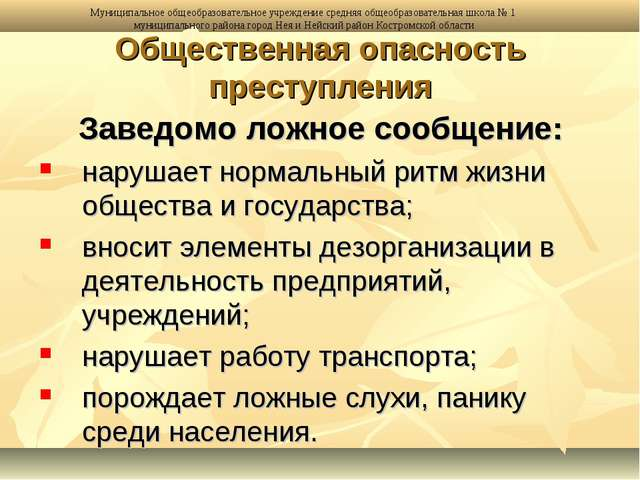 Муниципальное общеобразовательное учреждение средняя общеобразовательная школа № 1
муниципального района город Нея и Нейский район Костромской области
Общественная опасность
преступления
Заведомо ложное сообщение:
нарушает нормальный ритм жизни
общества и государства;
вносит элементы дезорганизации в
деятельность предприятий,
учреждений;
нарушает работу транспорта;
порождает ложные слухи, панику
среди населения.